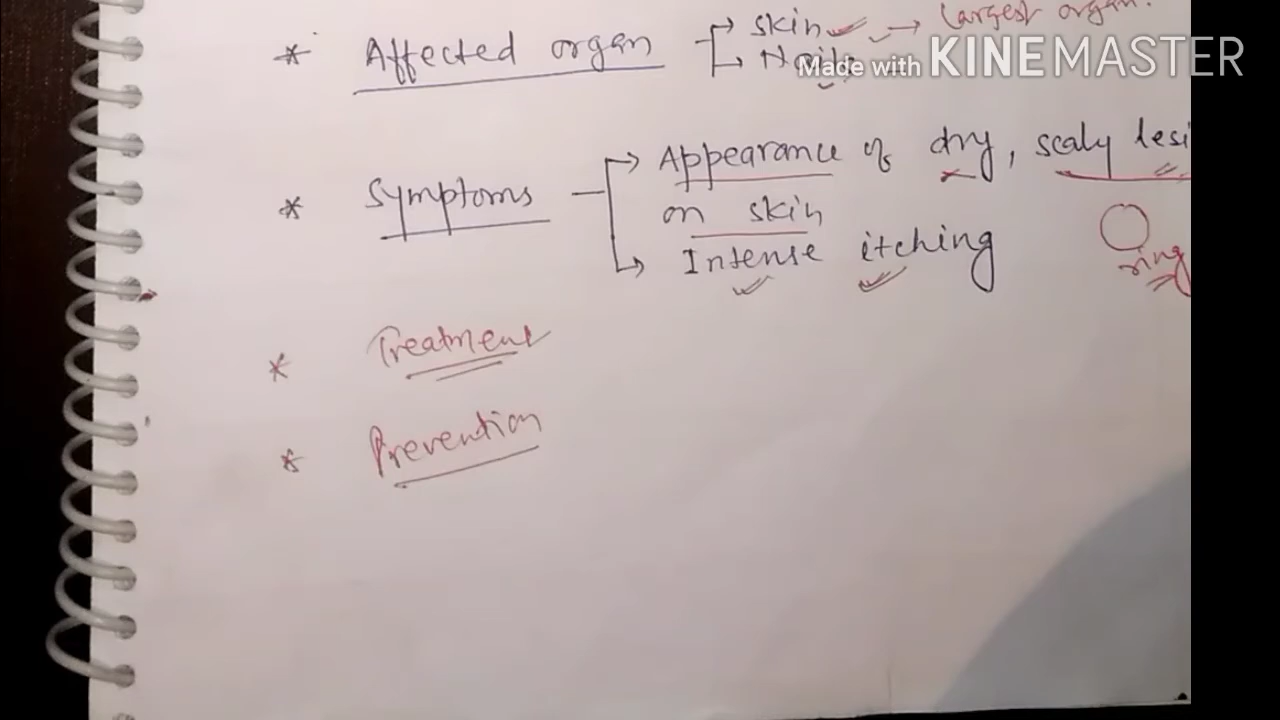 skin → Largest organ.
* Affected organ
Made with KINEMASTER
Appearance of dry, scaly lesi
* Symptoms
on skin
Intense itching
ring
* Treatment
* Prevention